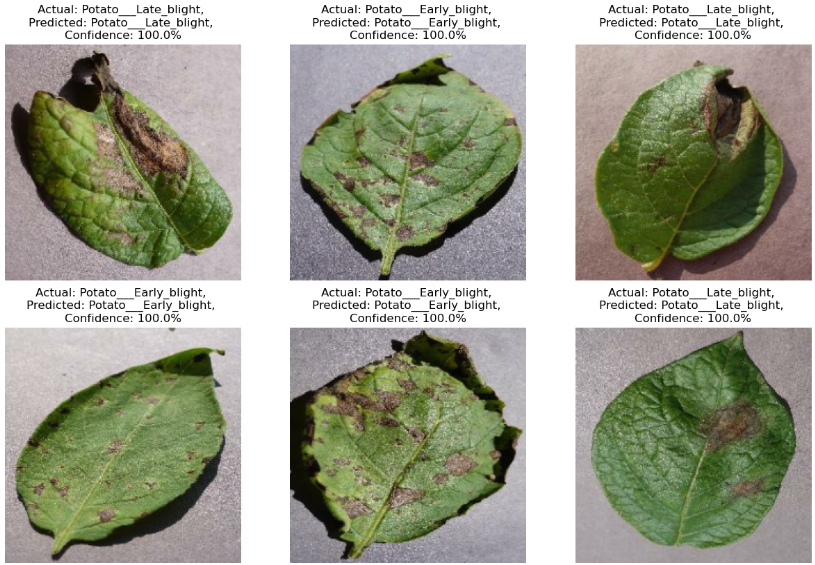 Actual: Potato___Late_blight,
Predicted: Potato___Late_blight,
Confidence: 100.0%
Actual: Potato___Early_blight,
Predicted: Potato___Early_blight,
Confidence: 100.0%
Actual: Potato___Late_blight,
Predicted: Potato___Late_blight,
Confidence: 100.0%
Actual: Potato___Early_blight,
Predicted: Potato___Early_blight,
Confidence: 100.0%
Actual: Potato___Early_blight,
Predicted: Potato___Early_blight,
Confidence: 100.0%
Actual: Potato___Late_blight,
Predicted: Potato___Late_blight,
Confidence: 100.0%